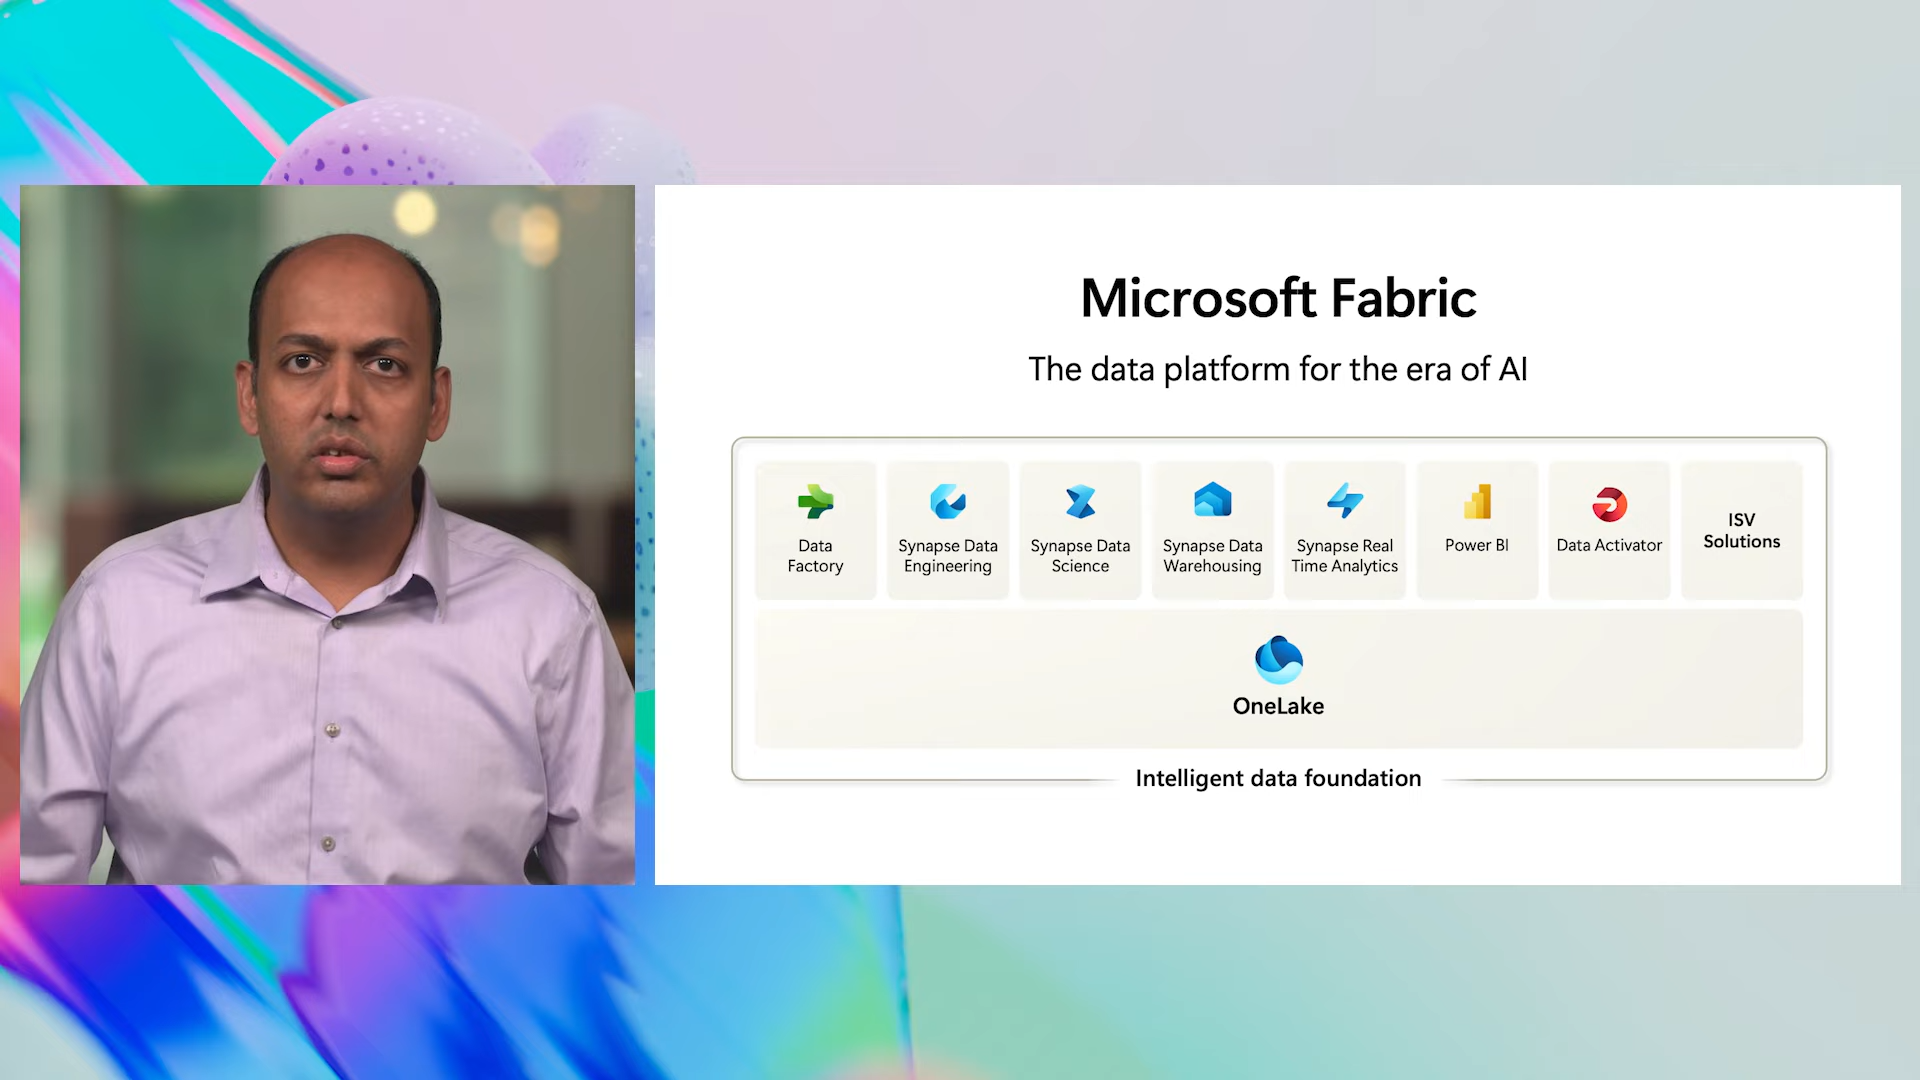 Microsoft Fabric
The data platform for the era of AI
Data
Factory
Synapse Data
Engineering
Synapse Data
Science
Synapse Data
Warehousing
Synapse Real
Time Analytics
Power BI
Data Activator
ISV
Solutions
OneLake
Intelligent data foundation